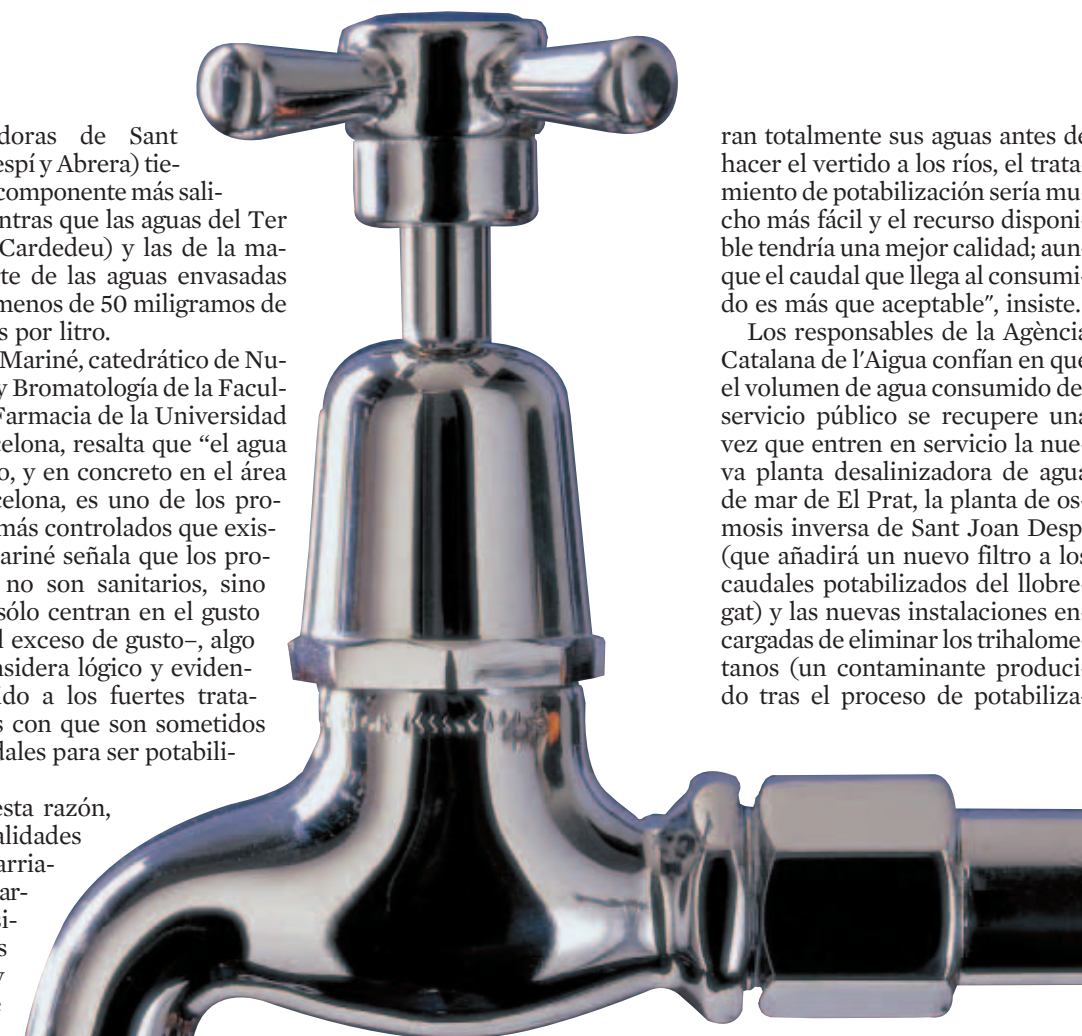 doras de Sant
espí y Abrera) tie-
componente más sali-
ntras que las aguas del Ter
Cardedeu) y las de la ma-
te de las aguas envasadas
menos de 50 miligramos de
s por litro.
Mariné, catedrático de Nu-
y Bromatología de la Facul-
Farmacia de la Universidad
celona, resalta que “el agua
o, y en concreto en el área
celona, es uno de los pro-
más controlados que exis-
ariné señala que los pro-
no son sanitarios, sino
sólo centran en el gusto
l exceso de gusto–, algo
nsidera lógico y eviden-
ido a los fuertes trata-
s con que son sometidos
dales para ser potabili-
esta razón,
alidades
arria-
ar-
si-
s
y
ran totalmente sus aguas antes de
hacer el vertido a los ríos, el trata-
miento de potabilización sería mu-
cho más fácil y el recurso disponi-
ble tendría una mejor calidad; aun-
que el caudal que llega al consumi-
do es más que aceptable”, insiste.
Los responsables de la Agència
Catalana de l'Aigua confían en que
el volumen de agua consumido de
servicio público se recupere una
vez que entren en servicio la nue-
va planta desalinizadora de agua
de mar de El Prat, la planta de os-
mosis inversa de Sant Joan Desp
(que añadirá un nuevo filtro a los
caudales potabilizados del llobre-
gat) y las nuevas instalaciones en-
cargadas de eliminar los trihalome-
tanos (un contaminante produci-
do tras el proceso de potabiliza-